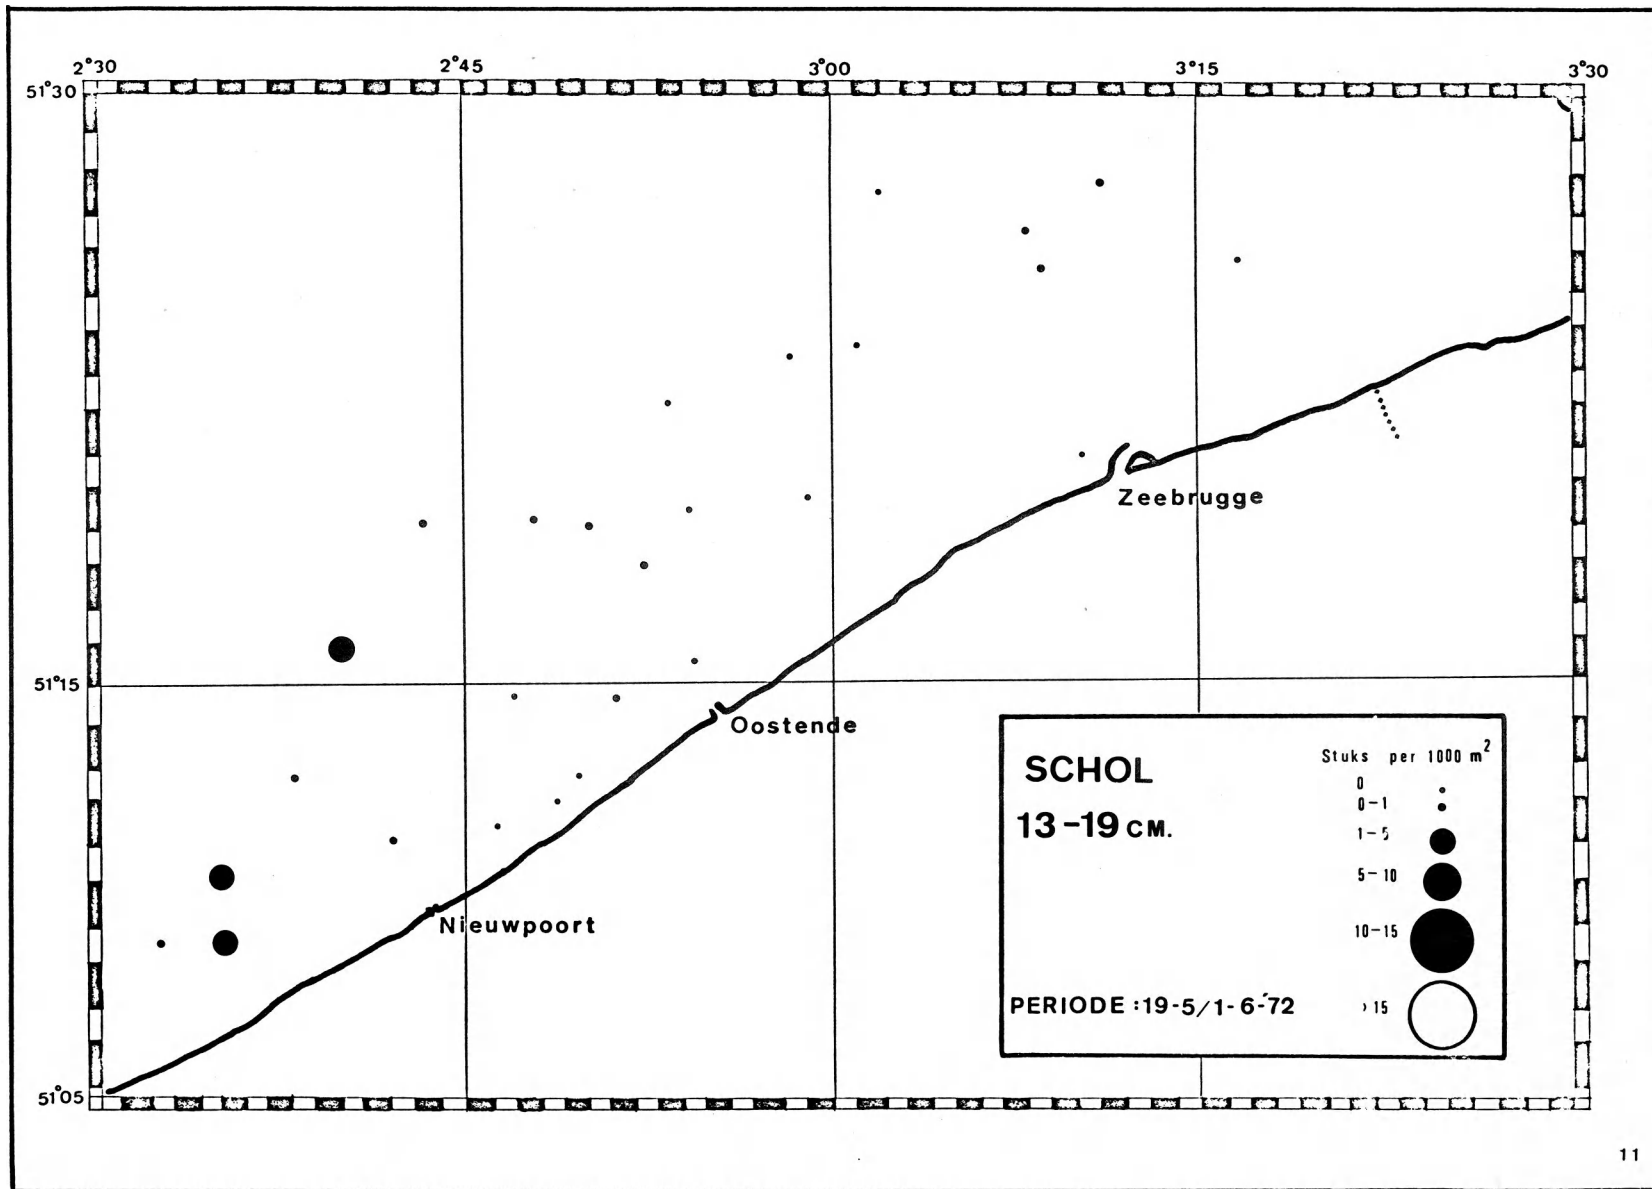 2°30 2°45 3°00 3°15 3°30
51°30
51°15
51°05
Zeebrugge
Oostende
Nieuwpoort
SCHOL
13-19 CM.
PERIODE :19-5/1-6-'72
Stuks per 1000 m²
0
0-1
1-5
5-10
10-15
>15
11